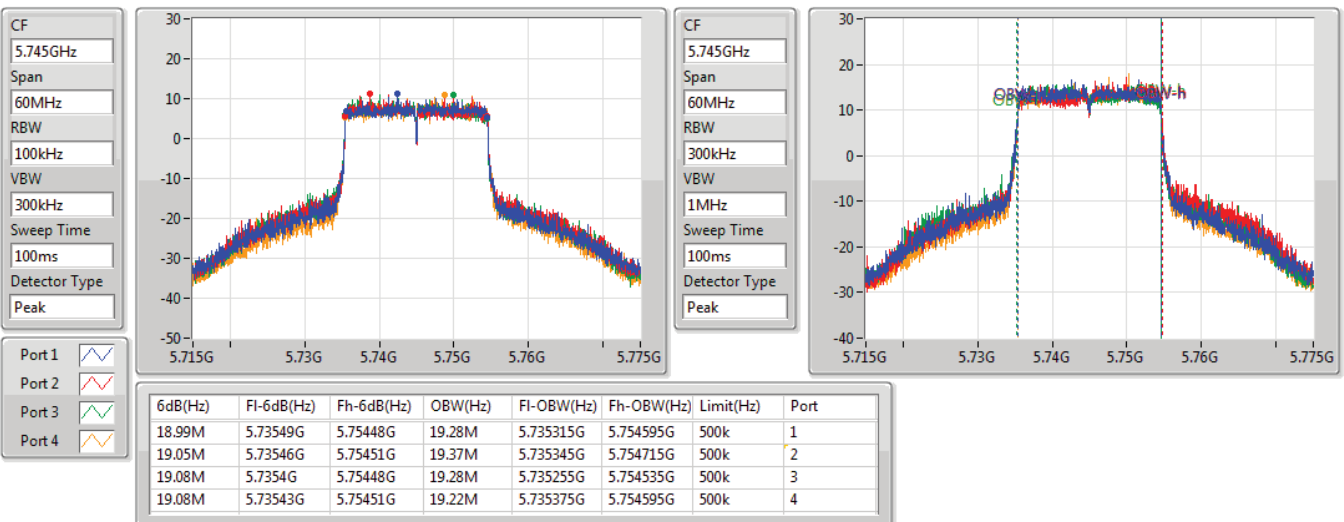 CF
5.745GHz
Span
60MHz
RBW
100kHz
VBW
300kHz
Sweep Time
100ms
Detector Type
Peak
30
20
10
0
-10
-20
-30
-40
-50
5.715G 5.73G 5.74G 5.75G 5.76G 5.775G
CF
5.745GHz
Span
60MHz
RBW
300kHz
VBW
1MHz
Sweep Time
100ms
Detector Type
Peak
30
20
10
0
-10
-20
-30
-40
5.715G 5.73G 5.74G 5.75G 5.76G 5.775G
Port 1
Port 2
Port 3
Port 4
6dB(Hz) Fl-6dB(Hz) Fh-6dB(Hz) OBW(Hz) Fl-OBW(Hz) Fh-OBW(Hz) Limit(Hz) Port
18.99M 5.73549G 5.75448G 19.28M 5.735315G 5.754595G 500k 1
19.05M 5.73546G 5.75451G 19.37M 5.735345G 5.754715G 500k 2
19.08M 5.7354G 5.75448G 19.28M 5.735255G 5.754535G 500k 3
19.08M 5.73543G 5.75451G 19.22M 5.735375G 5.754595G 500k 4